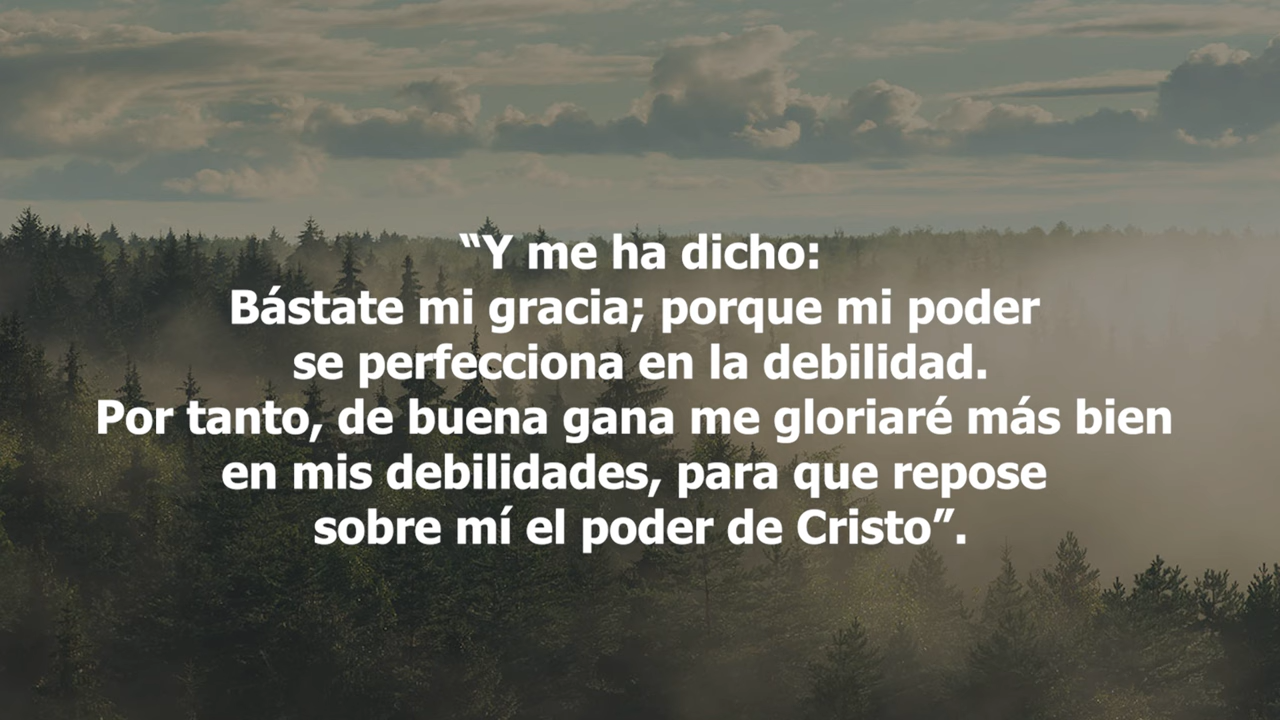 “Y me ha dicho:
Bástate mi gracia; porque mi poder
se perfecciona en la debilidad.
Por tanto, de buena gana me gloriaré más bien
en mis debilidades, para que repose
sobre mí el poder de Cristo”.